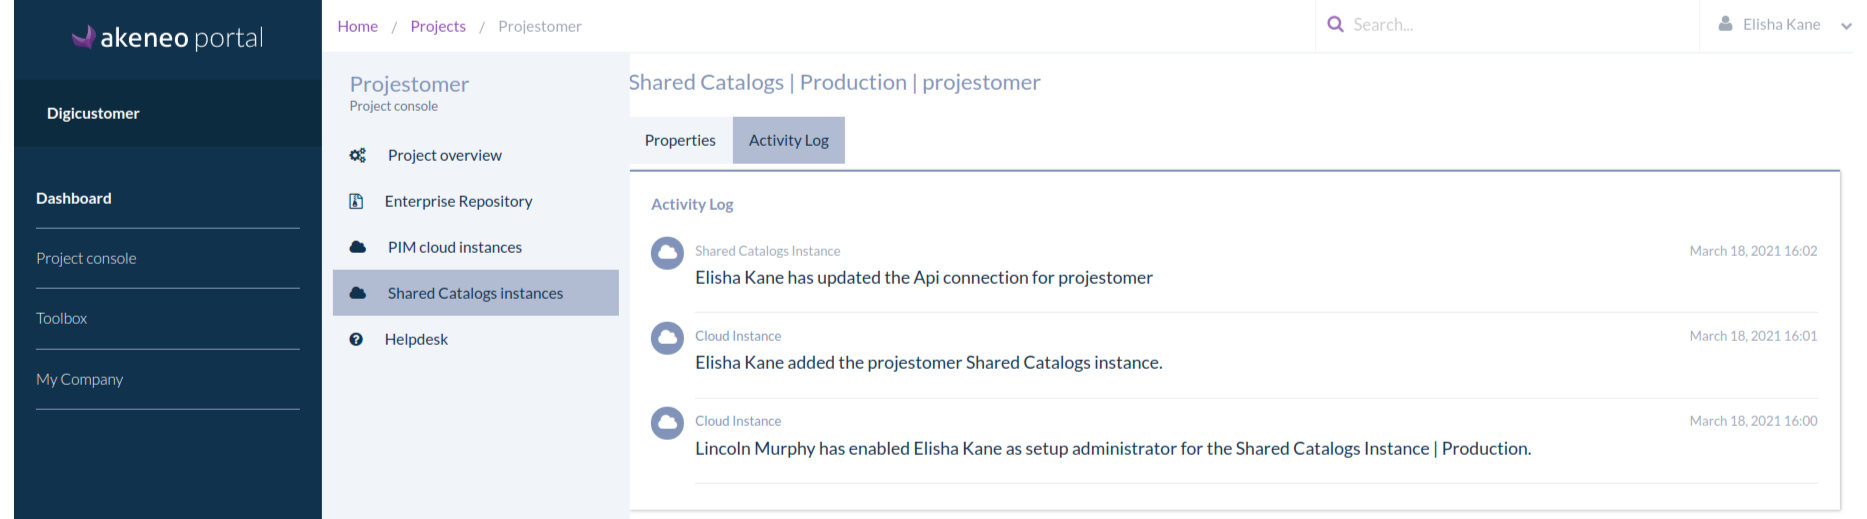 akeneo portal
Digicustomer
Dashboard
Project console
Toolbox
My Company
Home / Projects / Projestomer
Search...
Elisha Kane
Projestomer
Project console
Project overview
Enterprise Repository
PIM cloud instances
Shared Catalogs instances
Helpdesk
Shared Catalogs | Production | projestomer
Properties
Activity Log
Activity Log
Shared Catalogs Instance
March 18, 2021 16:02
Elisha Kane has updated the Api connection for projestomer
Cloud Instance
March 18, 2021 16:01
Elisha Kane added the projestomer Shared Catalogs instance.
Cloud Instance
March 18, 2021 16:00
Lincoln Murphy has enabled Elisha Kane as setup administrator for the Shared Catalogs Instance | Production.